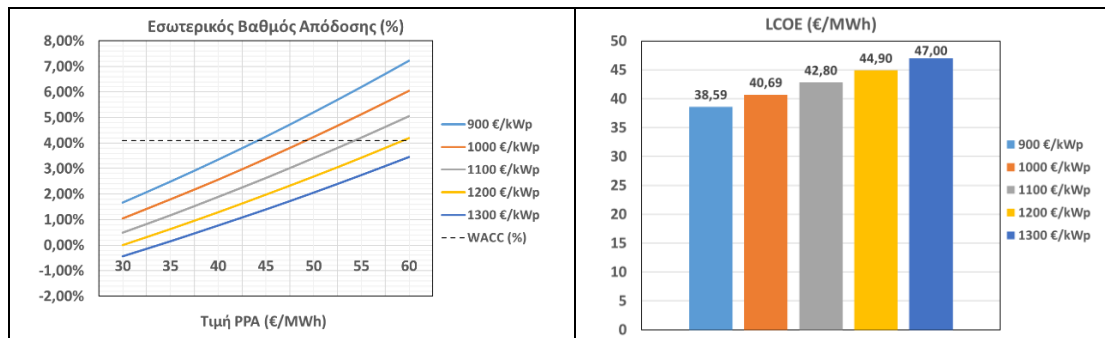 Εσωτερικός Βαθμός Απόδοσης (%)
8,00%
7,00%
6,00%
5,00%
4,00%
3,00%
2,00%
1,00%
0,00%
-1,00%
-2,00%
30 35 40 45 50 55 60
Τιμή PPA (€/MWh)
900 €/kWp
1000 €/kWp
1100 €/kWp
1200 €/kWp
1300 €/kWp
WACC (%)
LCOE (€/MWh)
50
45
40
35
30
25
20
15
10
5
0
38,59
40,69
42,80
44,90
47,00
900 €/kWp
1000 €/kWp
1100 €/kWp
1200 €/kWp
1300 €/kWp